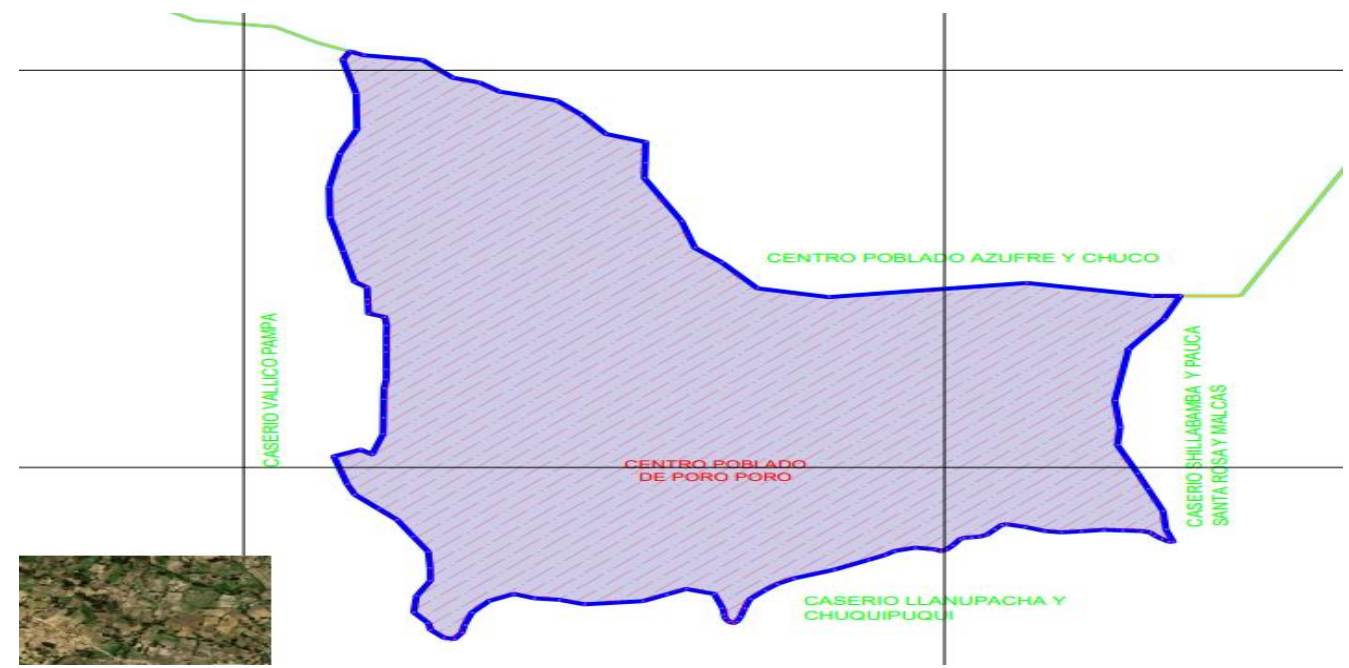 CENTRO POBLADO AZUFRE Y CHUCO
CASERIO VALLICO PAMPA
CENTRO POBLADO
DE PORO PORO
CASERIO SHILLABAMBA Y PAUCA
SANTA ROSA Y MALCAS
CASERIO LLANUPACHA Y
CHUQUIPUQUI